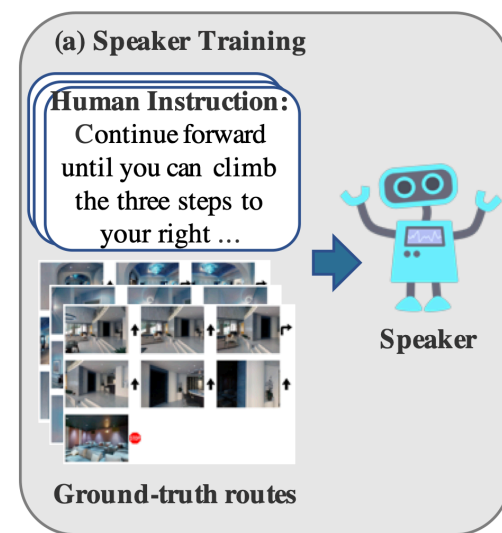 (a) Speaker Training
Human Instruction:
Continue forward
until you can climb
the three steps to
your right ...
STOP
Speaker
Ground-truth routes